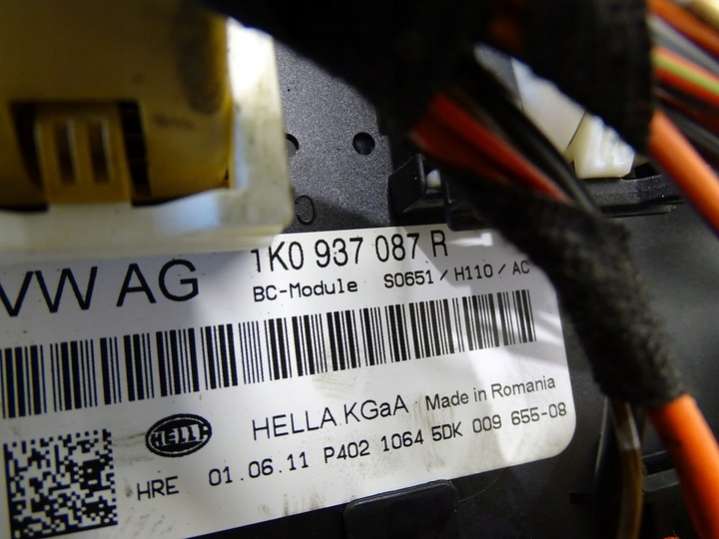 VW AG 1K0 937 087 R
BC-Module S0651 / H110 / AC
HELLA KGaA Made in Romania
HELLA
HRE 01.06.11 P402 1064 5DK 009 655-08